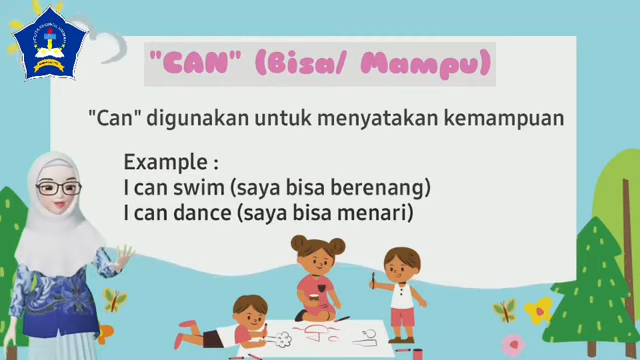 "CAN" (Bisa/ Mampu)
"Can" digunakan untuk menyatakan kemampuan
Example :
I can swim (saya bisa berenang)
I can dance (saya bisa menari)